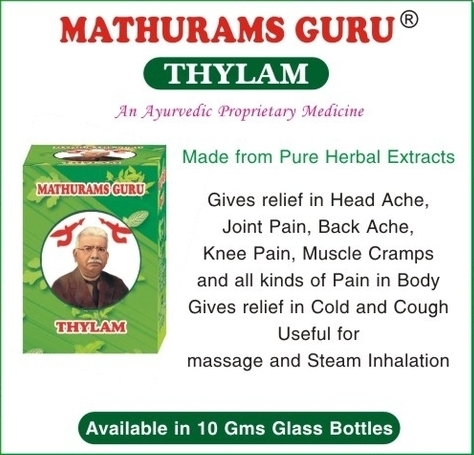 MATHURAMS GURU®
THYLAM
An Ayurvedic Proprietary Medicine
Made from Pure Herbal Extracts
MATHURAMS GURU
THYLAM
Gives relief in Head Ache,
Joint Pain, Back Ache,
Knee Pain, Muscle Cramps
and all kinds of Pain in Body
Gives relief in Cold and Cough
Useful for
massage and Steam Inhalation
Available in 10 Gms Glass Bottles